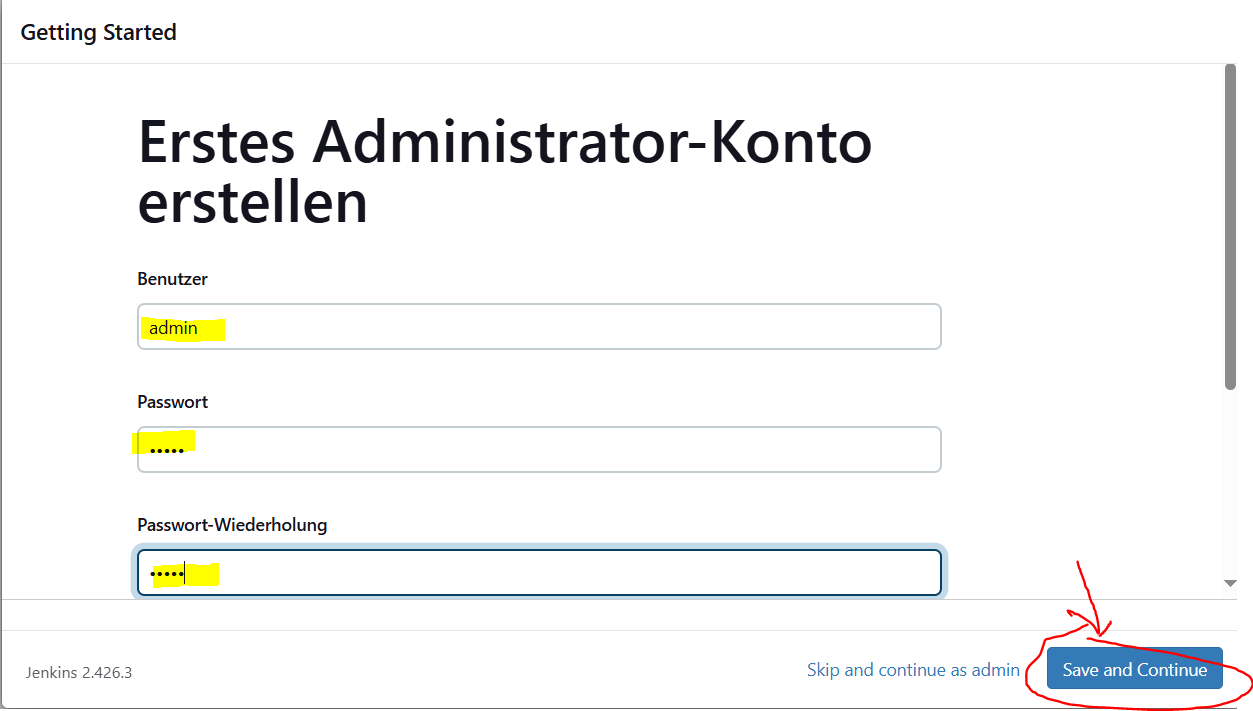 Getting Started
Erstes Administrator-Konto
erstellen
Benutzer
admin
Passwort
•••••
Passwort-Wiederholung
•••••
Jenkins 2.426.3
Skip and continue as admin
Save and Continue